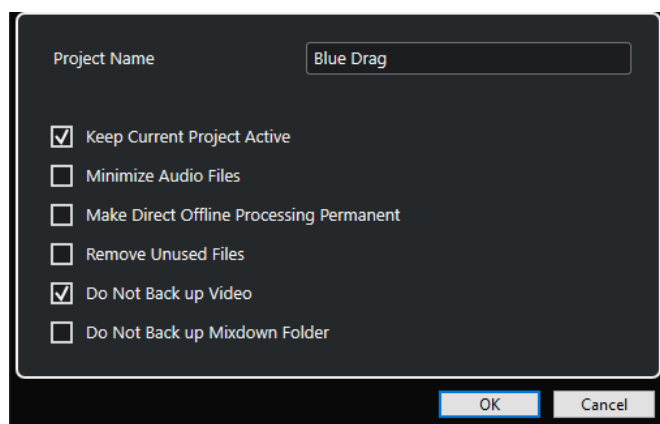 Project Name
Blue Drag
Keep Current Project Active
Minimize Audio Files
Make Direct Offline Processing Permanent
Remove Unused Files
Do Not Back up Video
Do Not Back up Mixdown Folder
OK
Cancel